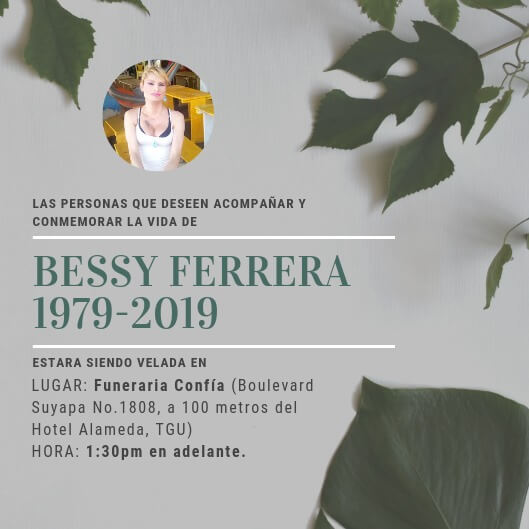 LAS PERSONAS QUE DESEEN ACOMPAÑAR Y
CONMEMORAR LA VIDA DE
BESSY FERRERA
1979-2019
ESTARA SIENDO VELADA EN
LUGAR: Funeraria Confía (Boulevard
Suyapa No.1808, a 100 metros del
Hotel Alameda, TGU)
HORA: 1:30pm en adelante.